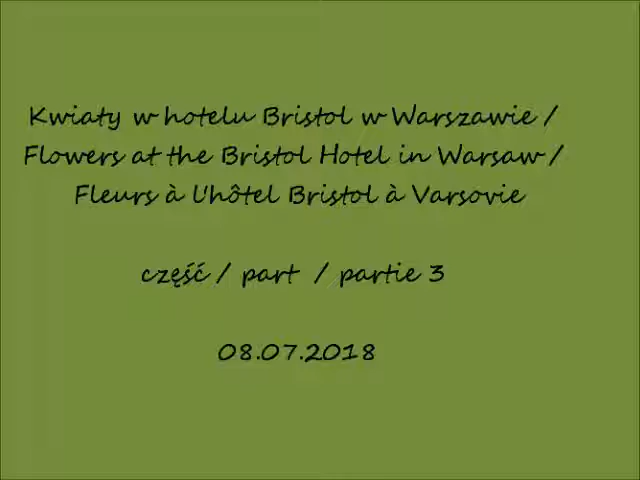 Kwiaty w hotelu Bristol w Warszawie /
Flowers at the Bristol Hotel in Warsaw /
Fleurs à l'hôtel Bristol à Varsovie
część / part / partie 3
08.07.2018